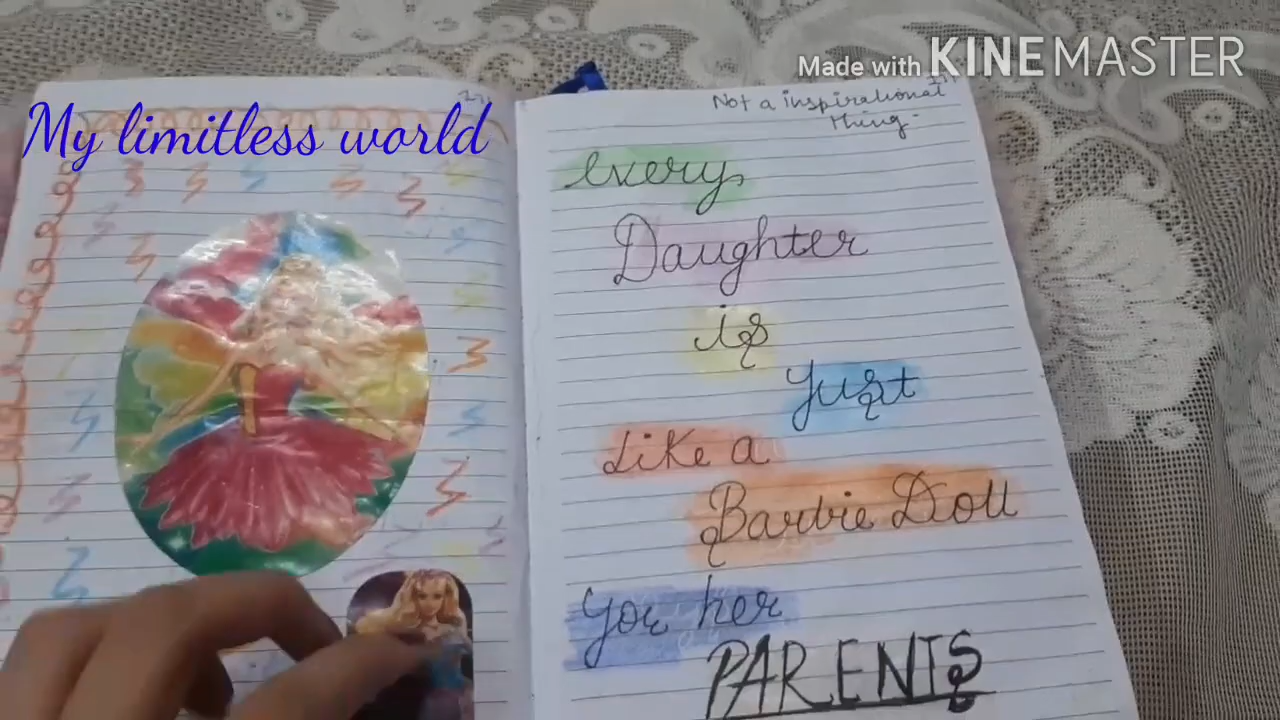 Made with KINEMASTER
My limitless world
Not a inspirational
thing.
Every
Daughter
is
Just
Like a
Barbie Doll
For her
PARENTS